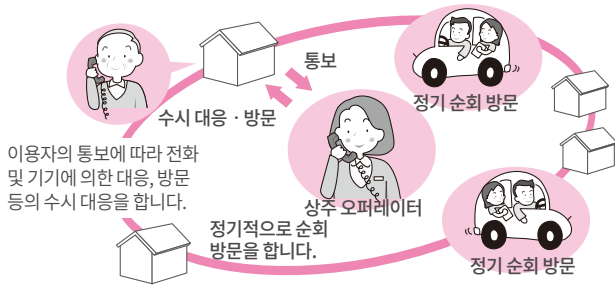 통보
정기 순회 방문
수시 대응 · 방문
이용자의 통보에 따라 전화
및 기기에 의한 대응, 방문
등의 수시 대응을 합니다.
상주 오퍼레이터
정기적으로 순회
방문을 합니다.
정기 순회 방문